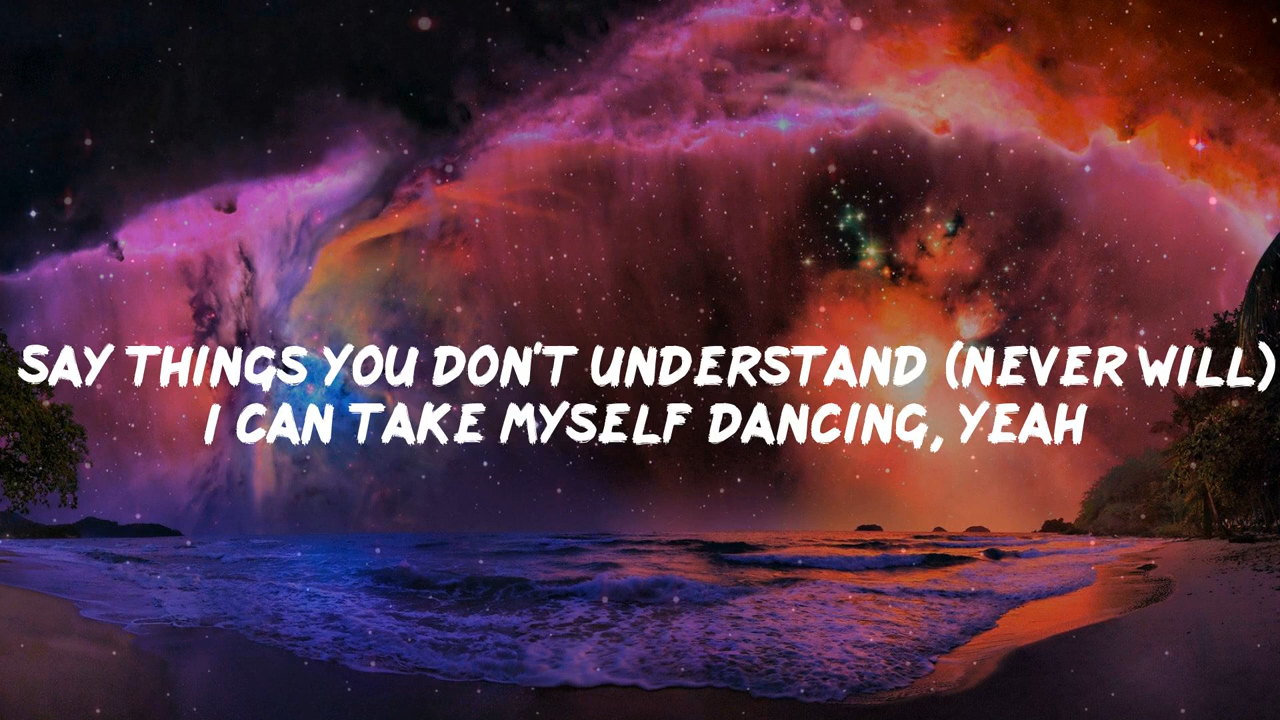 SAY THINGS YOU DON'T UNDERSTAND (NEVER WILL)
I CAN TAKE MYSELF DANCING, YEAH